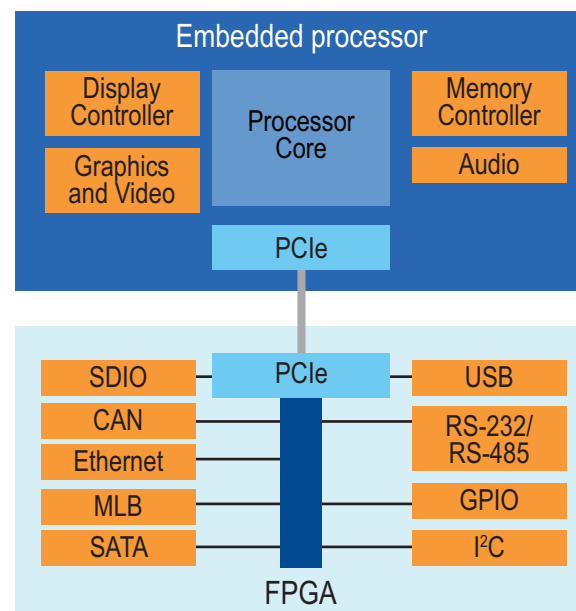 Embedded processor
Display
Controller
Processor
Core
Memory
Controller
Graphics
and Video
Audio
PCIe
SDIO
PCIe
USB
CAN
RS-232/
RS-485
Ethernet
MLB
GPIO
SATA
I²C
FPGA